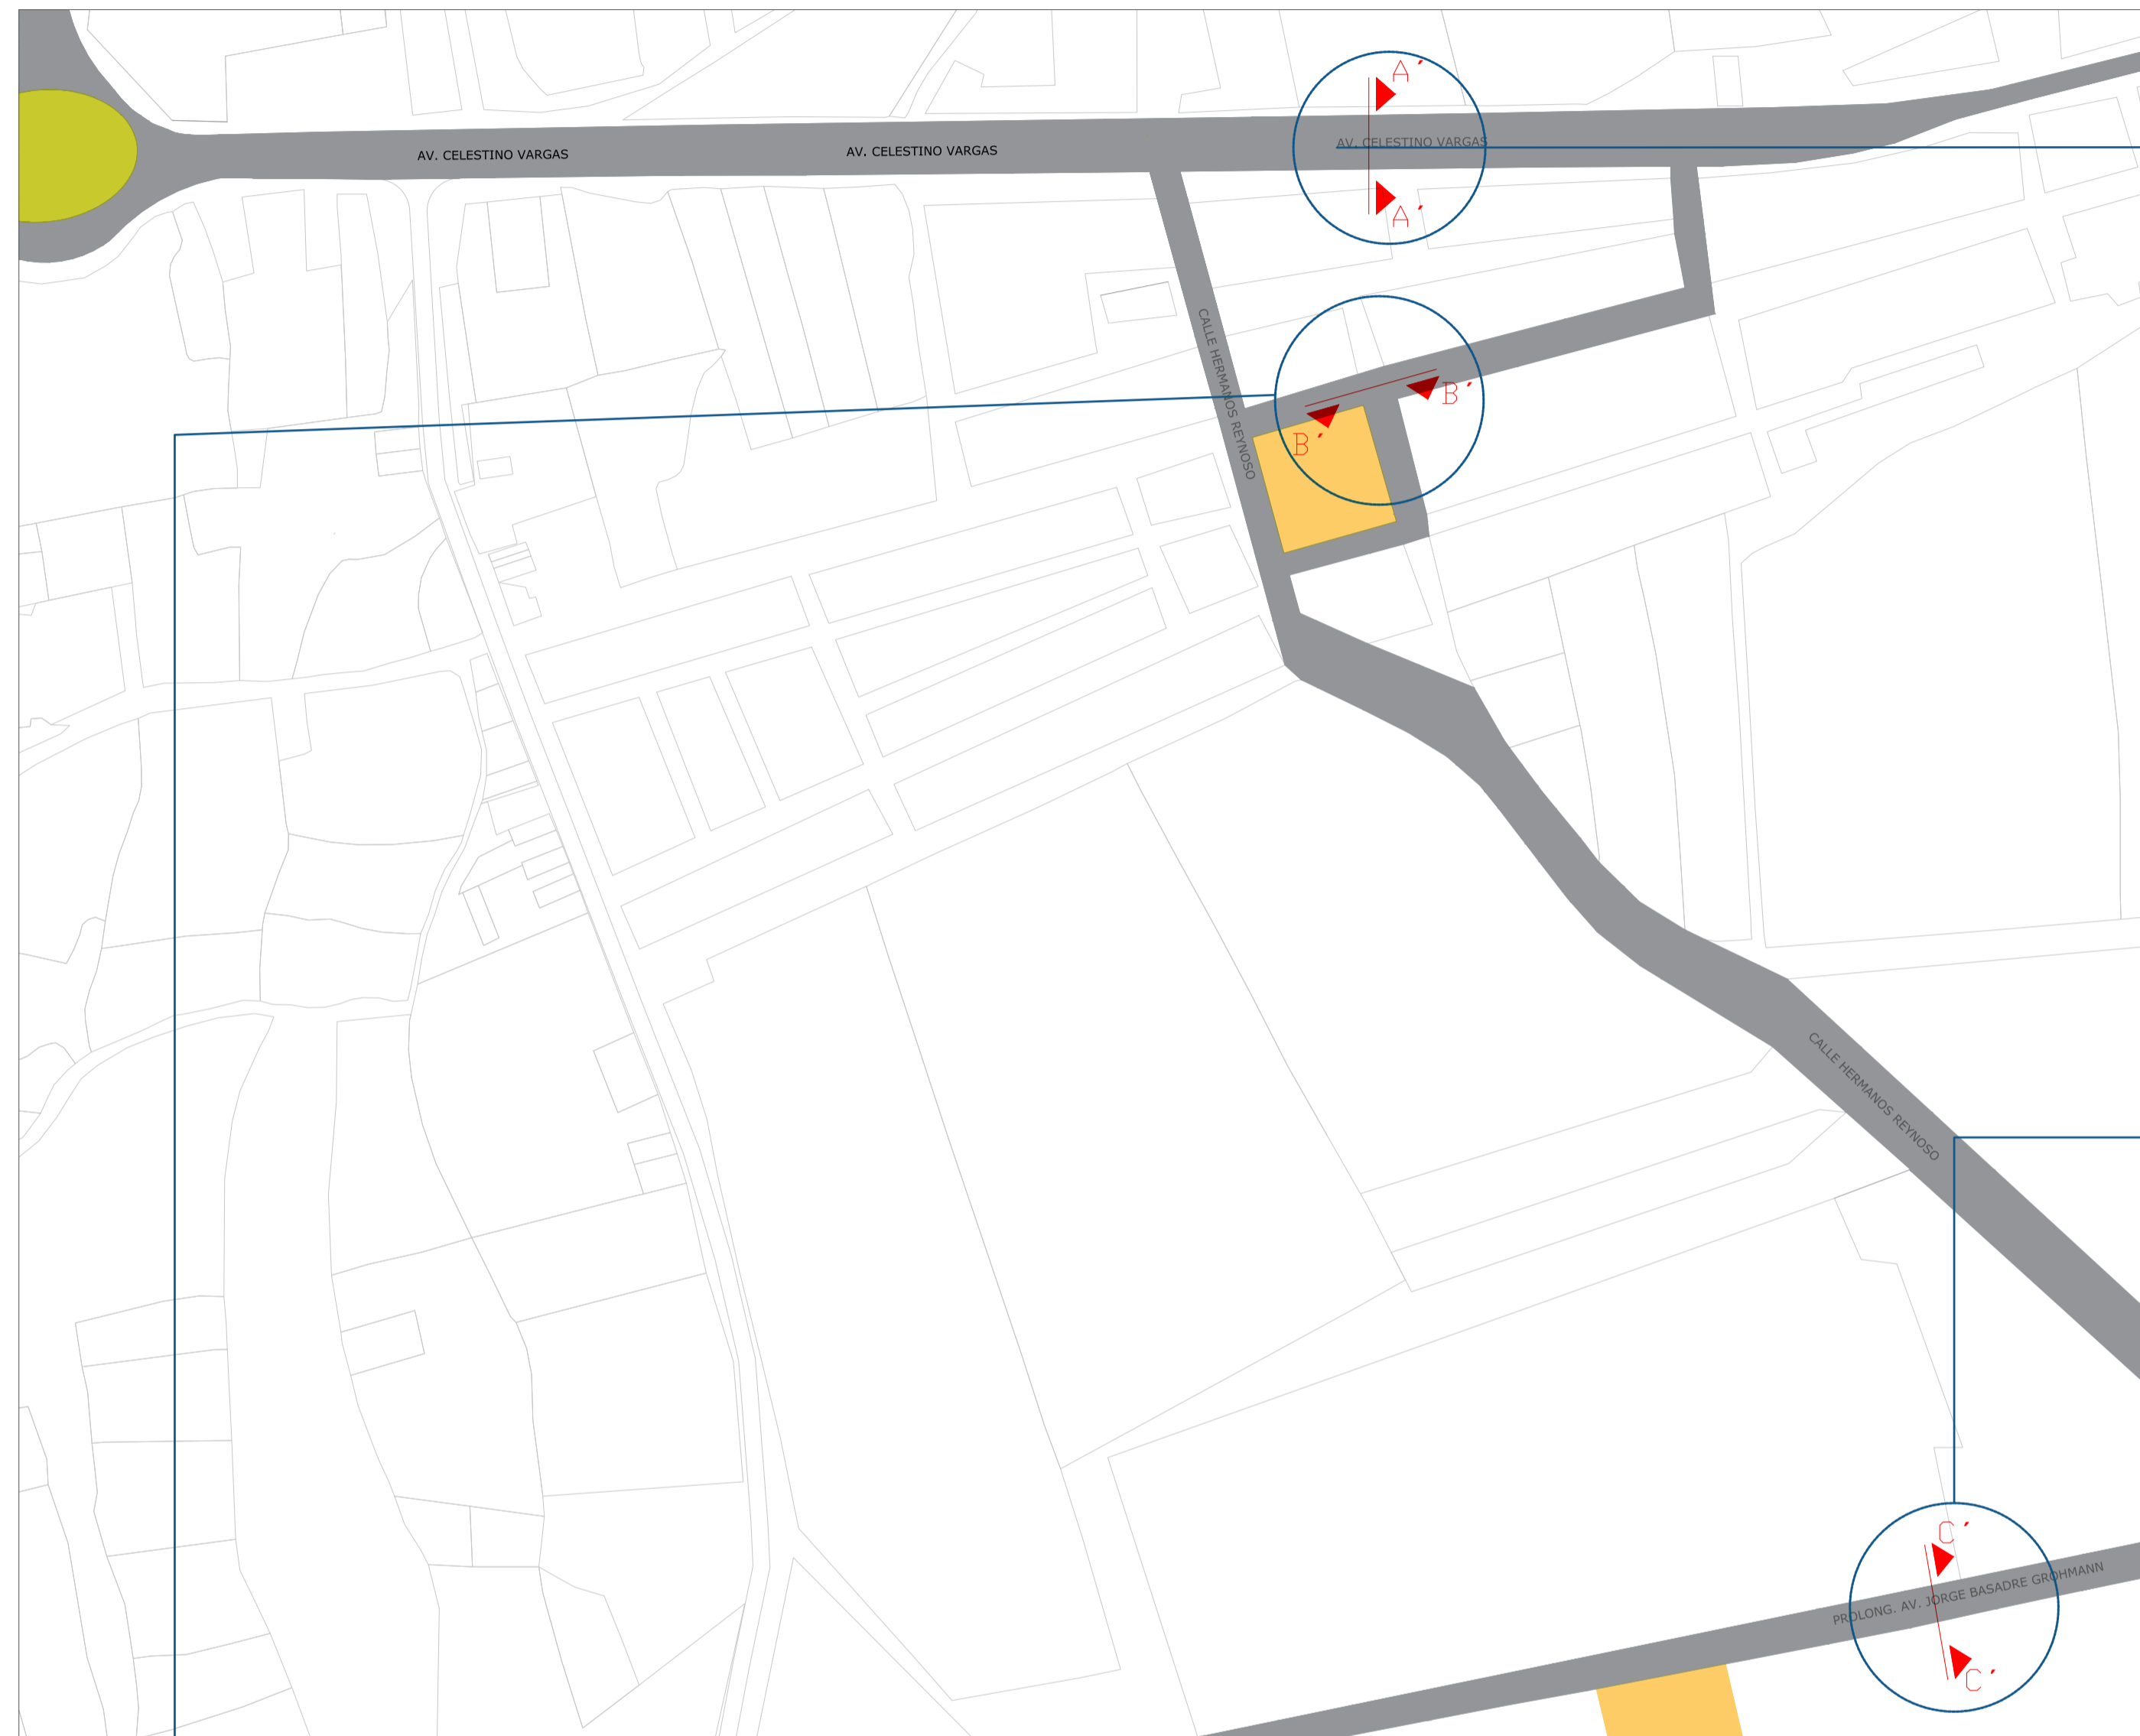 A´
AV. CELESTINO VARGAS
AV. CELESTINO VARGAS
AV. CELESTINO VARGAS
A´
CALLE HERMANOS REYNOSO
B´
B´
CALLE HERMANOS REYNOSO
C´
PROLONG. AV. JORGE BASADRE GROHMANN
C´